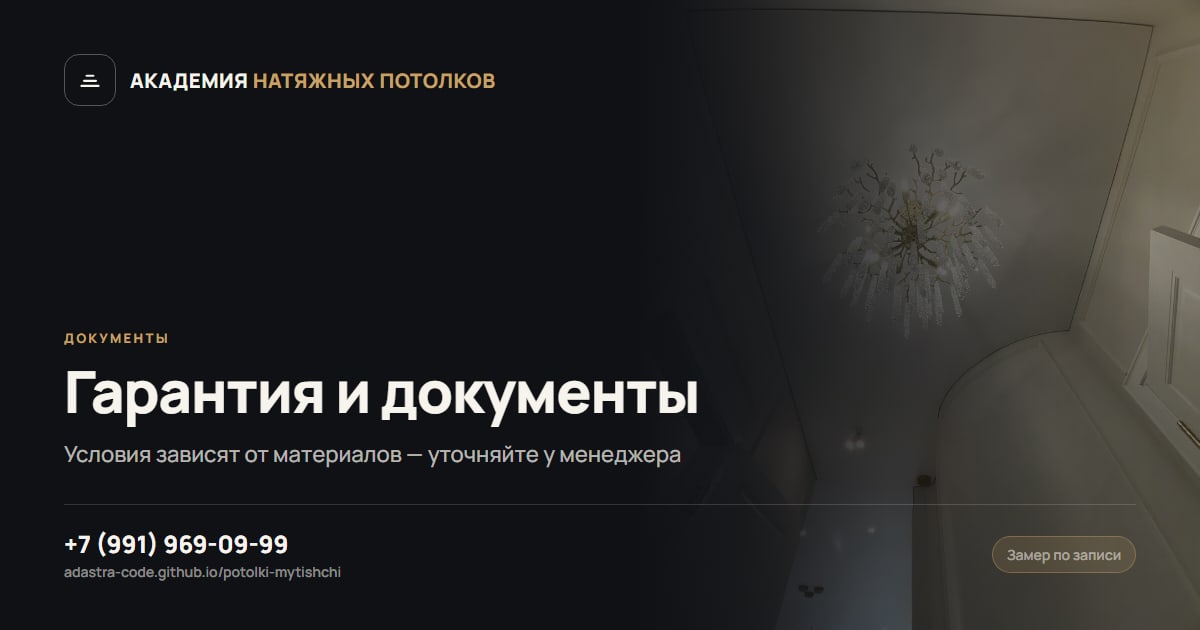 АКАДЕМИЯ НАТЯЖНЫХ ПОТОЛКОВ
ДОКУМЕНТЫ
Гарантия и документы
Условия зависят от материалов — уточняйте у менеджера
+7 (991) 969-09-99
adastra-code.github.io/potolki-mytishchi
Замер по записи